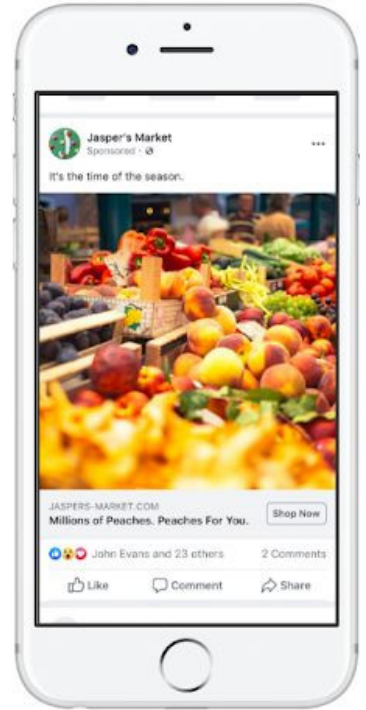 Jasper's Market
Sponsored ·
It's the time of the season.
JASPERS-MARKET.COM
Millions of Peaches. Peaches For You.
Shop Now
John Evans and 23 others
2 Comments
Like
Comment
Share